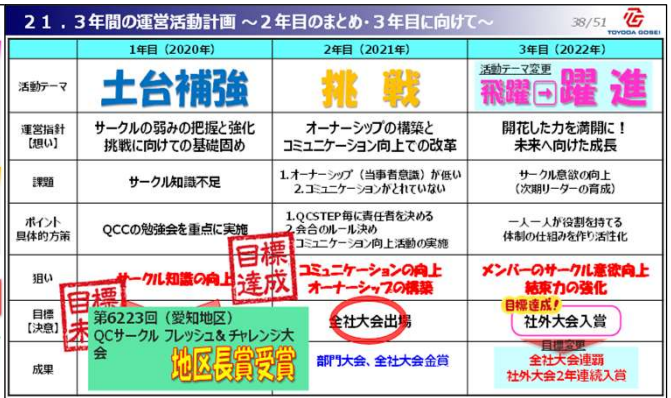 21．3年間の運営活動計画 ～2年目のまとめ･3年目に向けて～
38/51
TOYODA GOSEI
1年目（2020年）
2年目（2021年）
3年目（2022年）
活動テーマ
土台補強
挑 戦
活動テーマ変更
飛躍→躍 進
運営指針
【想い】
サークルの弱みの把握と強化
挑戦に向けての基礎固め
オーナーシップの構築と
コミュニケーション向上での改革
開花した力を満開に！
未来へ向けた成長
課題
サークル知識不足
1.オーナーシップ（当事者意識）が低い
2.コミュニケーションがとれていない
サークル意欲の向上
（次期リーダーの育成）
ポイント
具体的方策
QCCの勉強会を重点に実施
1.QCSTEP毎に責任者を決める
2.会合のルール決め
コミュニケーション向上活動の実施
一人一人が役割を持てる
体制の仕組みを作り活性化
狙い
サークル知識の向上
目標
達成
コミュニケーションの向上
オーナーシップの構築
メンバーのサークル意欲向上
結束力の強化
目標
【決意】
目標
未
第6223回（愛知地区）
QCサークル フレッシュ＆チャレンジ大
会
地区長賞受賞
全社大会出場
目標達成!
社外大会入賞
成果
部門大会、全社大会金賞
目標変更
全社大会連覇
社外大会2年連続入賞